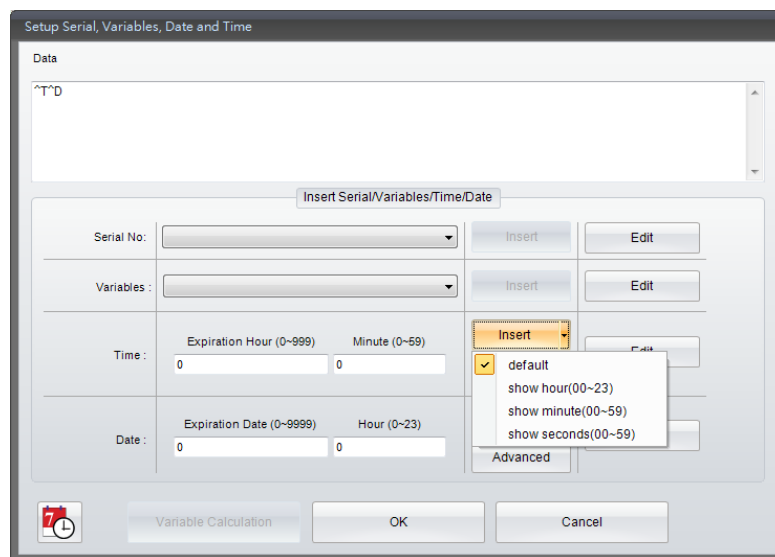 Setup Serial, Variables, Date and Time
Data
^T^D
Insert Serial/Variables/Time/Date
Serial No:
Insert
Edit
Variables :
Insert
Edit
Time :
Expiration Hour (0~999)
Minute (0~59)
0
0
Insert
default
show hour(00~23)
show minute(00~59)
show seconds(00~59)
Date :
Expiration Date (0~9999)
Hour (0~23)
0
0
Advanced
7
Variable Calculation
OK
Cancel